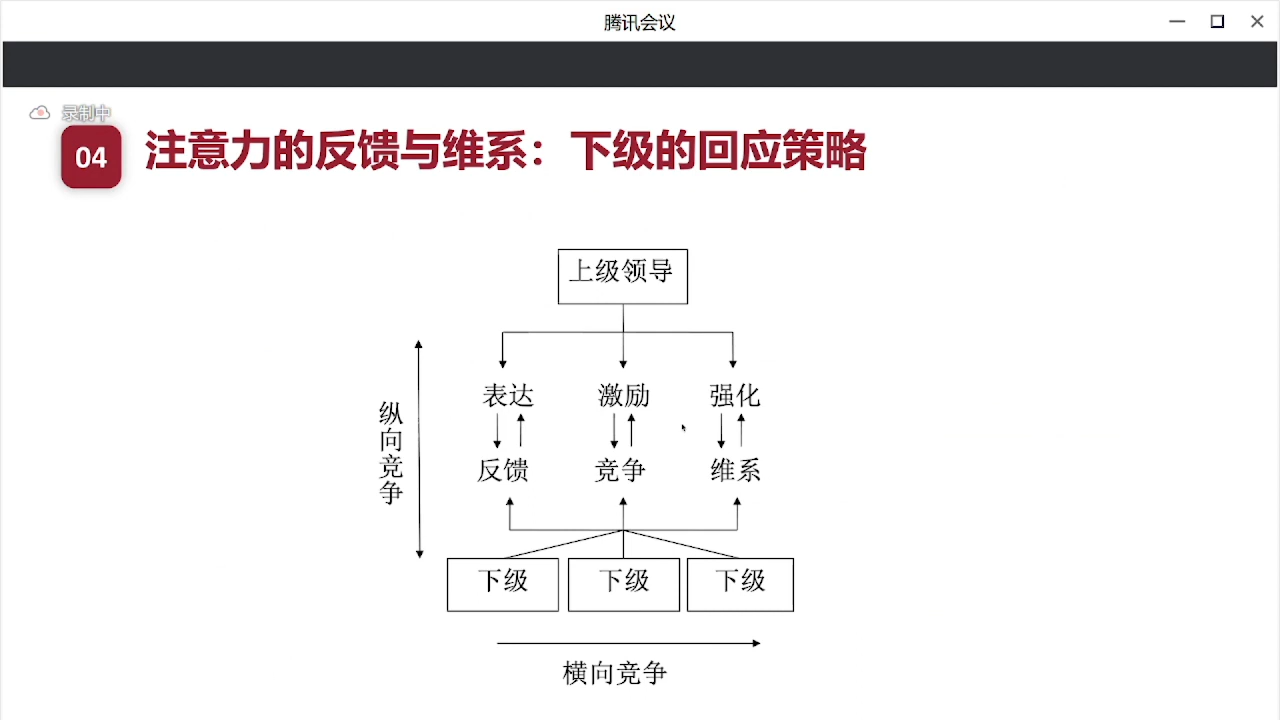 腾讯会议
录制中
04
注意力的反馈与维系：下级的回应策略
上级领导
表达 激励 强化
纵向竞争
反馈 竞争 维系
下级 下级 下级
横向竞争